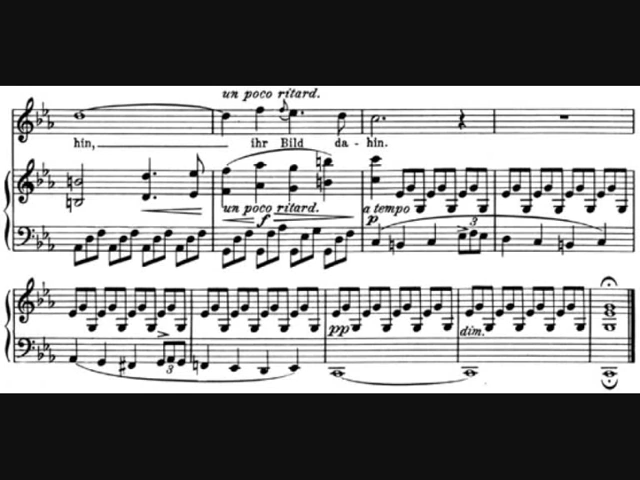 un poco ritard.
hin, ihr Bild da - hin.
un poco ritard.
f
a tempo
p
3
pp
dim.
3